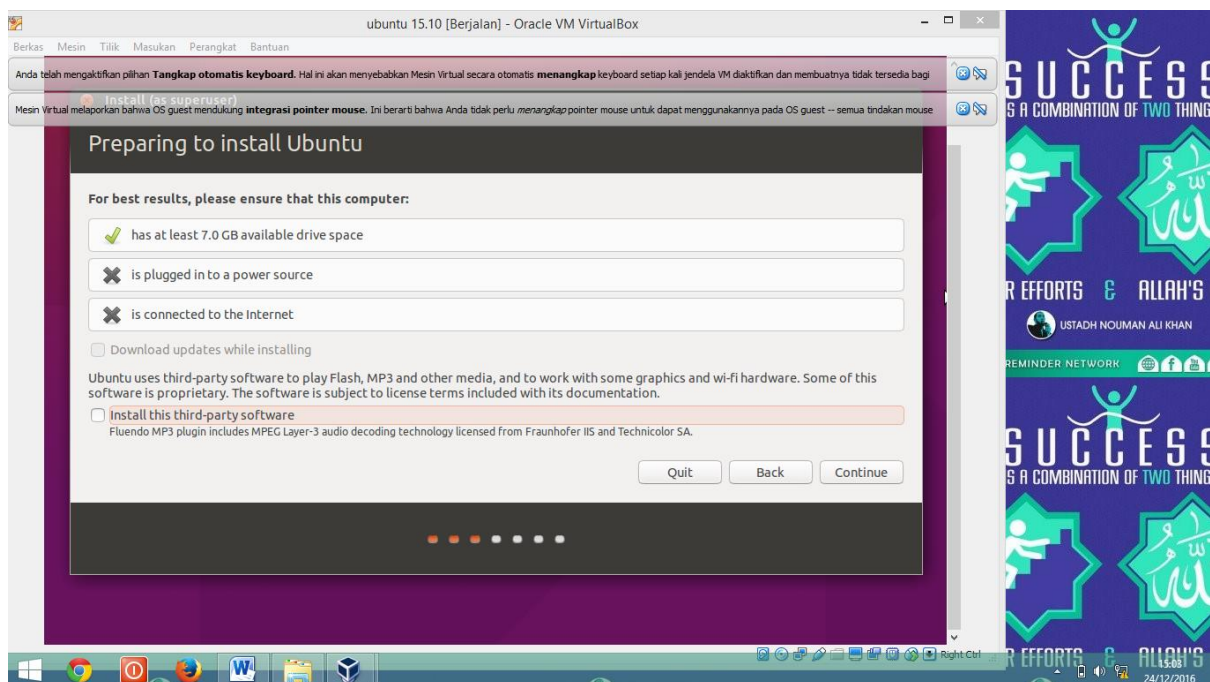 ubuntu 15.10 [Berjalan] - Oracle VM VirtualBox
Berkas Mesin Tilik Masukan Perangkat Bantuan
Anda telah mengaktifkan pilihan Tangkap otomatis keyboard. Hal ini akan menyebabkan Mesin Virtual secara otomatis menangkap keyboard setiap kali jendela VM diaktifkan dan membuatnya tidak tersedia bagi
Install (as superuser)
Mesin Virtual melaporkan bahwa OS guest mendukung integrasi pointer mouse. Ini berarti bahwa Anda tidak perlu menangkap pointer mouse untuk dapat menggunakannya pada OS guest -- semua tindakan mouse
Preparing to install Ubuntu
For best results, please ensure that this computer:
has at least 7.0 GB available drive space
is plugged in to a power source
is connected to the Internet
Download updates while installing
Ubuntu uses third-party software to play Flash, MP3 and other media, and to work with some graphics and wi-fi hardware. Some of this
software is proprietary. The software is subject to license terms included with its documentation.
Install this third-party software
Fluendo MP3 plugin includes MPEG Layer-3 audio decoding technology licensed from Fraunhofer IIS and Technicolor SA.
Quit Back Continue
Right Ctrl
SUCCESS
S A COMBINATION OF TWO THING
الله
R EFFORTS & ALLAH'S
USTADH NOUMAN ALI KHAN
REMINDER NETWORK
SUCCESS
S A COMBINATION OF TWO THING
الله
R EFFORTS & ALLAH'S
W
15:03
24/12/2016